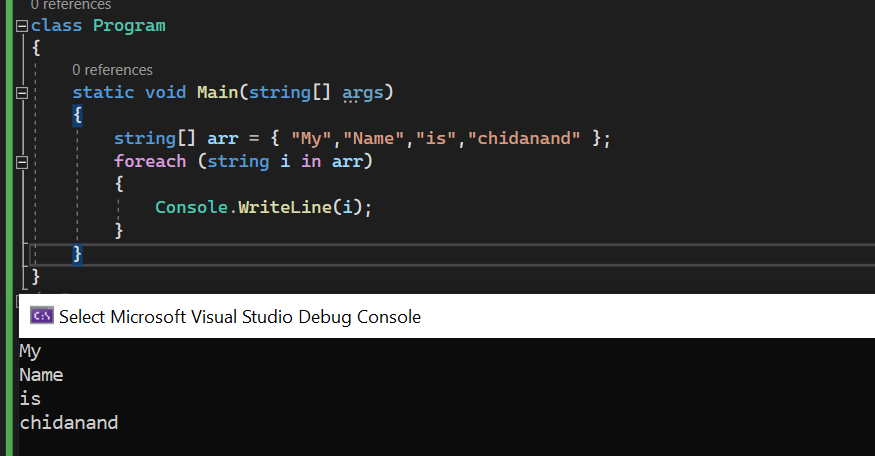 0 references
class Program
{
0 references
static void Main(string[] args)
{
string[] arr = { "My","Name","is","chidanand" };
foreach (string i in arr)
{
Console.WriteLine(i);
}
}
}
C:\ Select Microsoft Visual Studio Debug Console
My
Name
is
chidanand